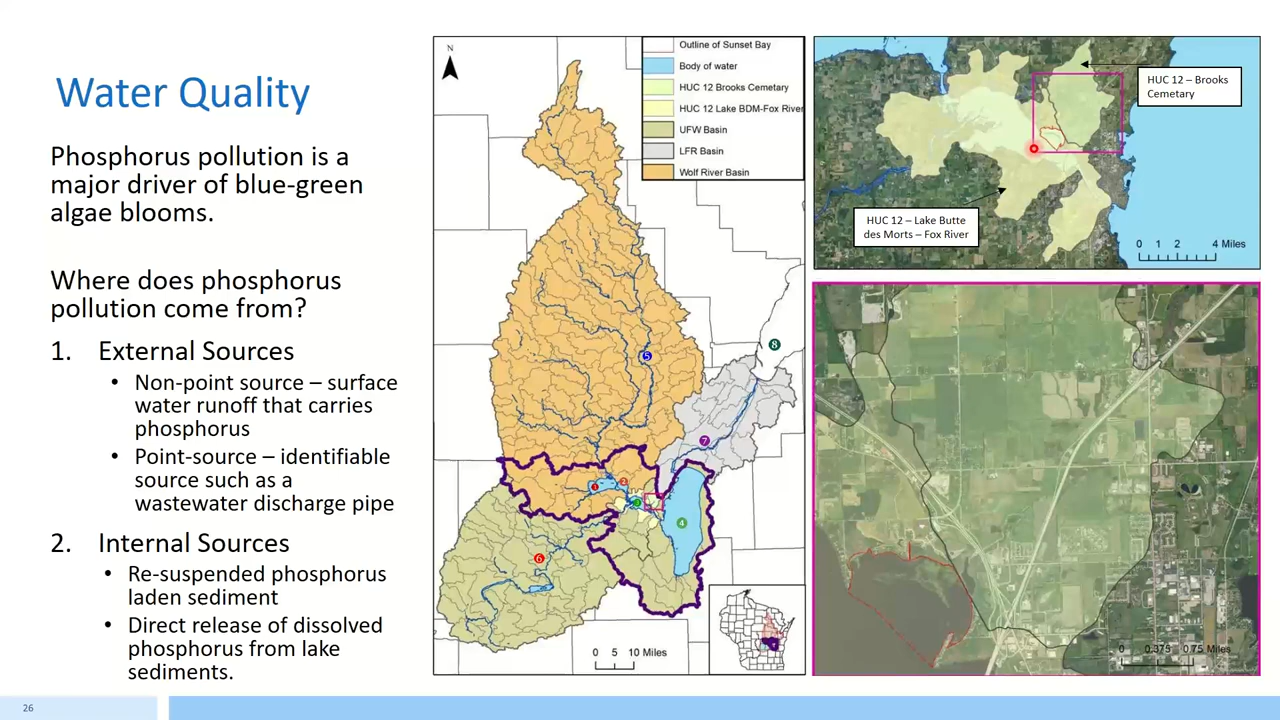 Water Quality
Phosphorus pollution is a
major driver of blue-green
algae blooms.
Where does phosphorus
pollution come from?
1. External Sources
• Non-point source – surface
water runoff that carries
phosphorus
• Point-source – identifiable
source such as a
wastewater discharge pipe
2. Internal Sources
• Re-suspended phosphorus
laden sediment
• Direct release of dissolved
phosphorus from lake
sediments.
N
Outline of Sunset Bay
Body of water
HUC 12 Brooks Cemetary
HUC 12 Lake BDM-Fox River
UFW Basin
LFR Basin
Wolf River Basin
8
5
7
1
2
3
4
6
0 5 10 Miles
HUC 12 – Brooks
Cemetary
HUC 12 – Lake Butte
des Morts – Fox River
0 1 2 4 Miles
0 0.375 0.75 Miles
26